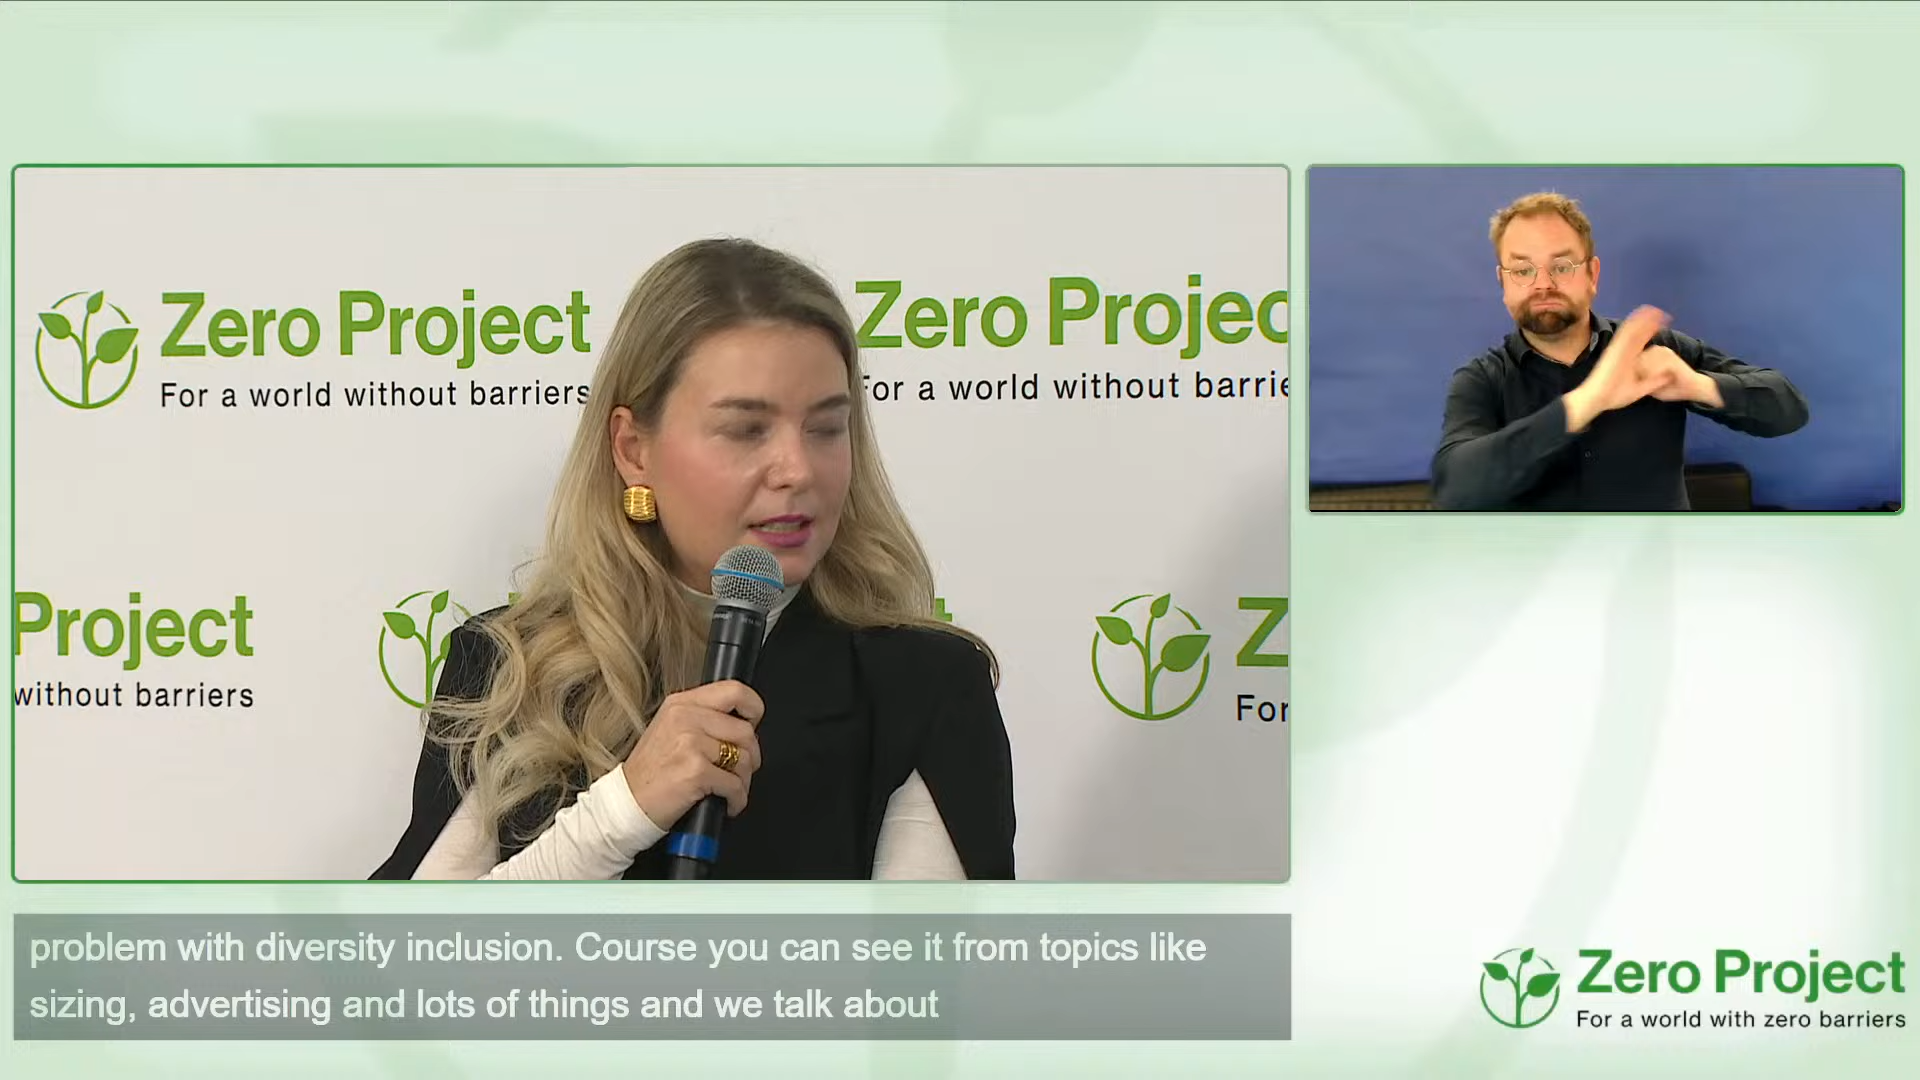 Zero Project
For a world without barriers
Zero Projec
For a world without barrie
Project
without barriers
Z
For
problem with diversity inclusion. Course you can see it from topics like
sizing, advertising and lots of things and we talk about
Zero Project
For a world with zero barriers